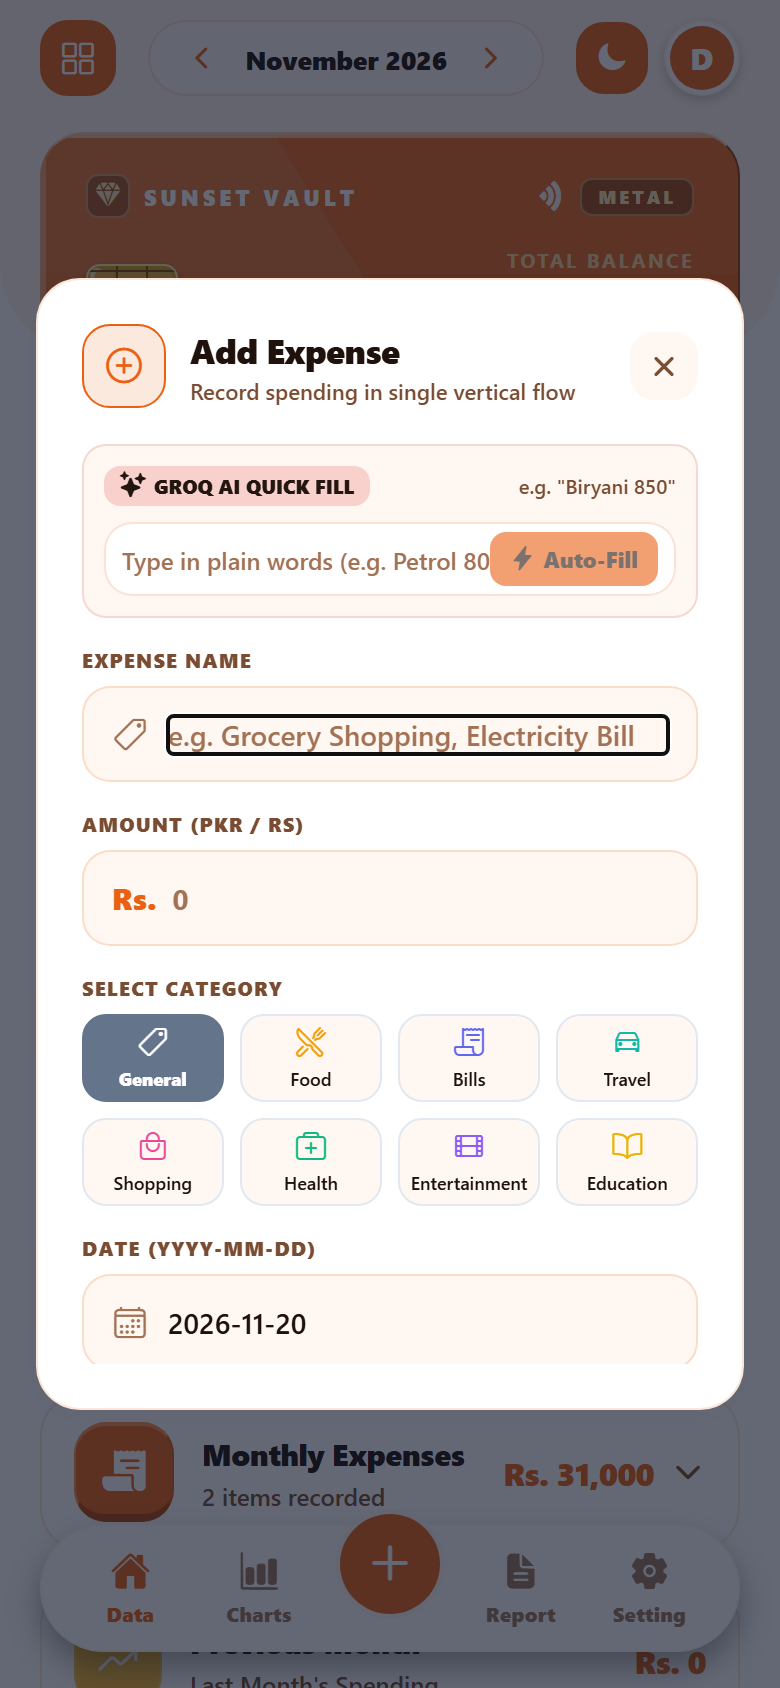 November 2026
D
SUNSET VAULT
METAL
TOTAL BALANCE
Add Expense
Record spending in single vertical flow
GROQ AI QUICK FILL
e.g. "Biryani 850"
Type in plain words (e.g. Petrol 80
Auto-Fill
EXPENSE NAME
e.g. Grocery Shopping, Electricity Bill
AMOUNT (PKR / RS)
Rs. 0
SELECT CATEGORY
General
Food
Bills
Travel
Shopping
Health
Entertainment
Education
DATE (YYYY-MM-DD)
2026-11-20
Monthly Expenses
2 items recorded
Rs. 31,000
Data
Charts
Report
Setting
Previous Month
Last Month's Spending
Rs. 0